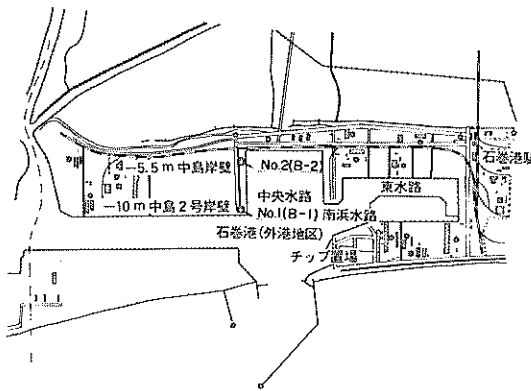 石巻港駅
-5.5m中島岸壁
No.2(B-2)
中央水路
東水路
-10m中島2号岸壁
No.1(B-1)
南浜水路
石巻港(外港地区)
チップ置場